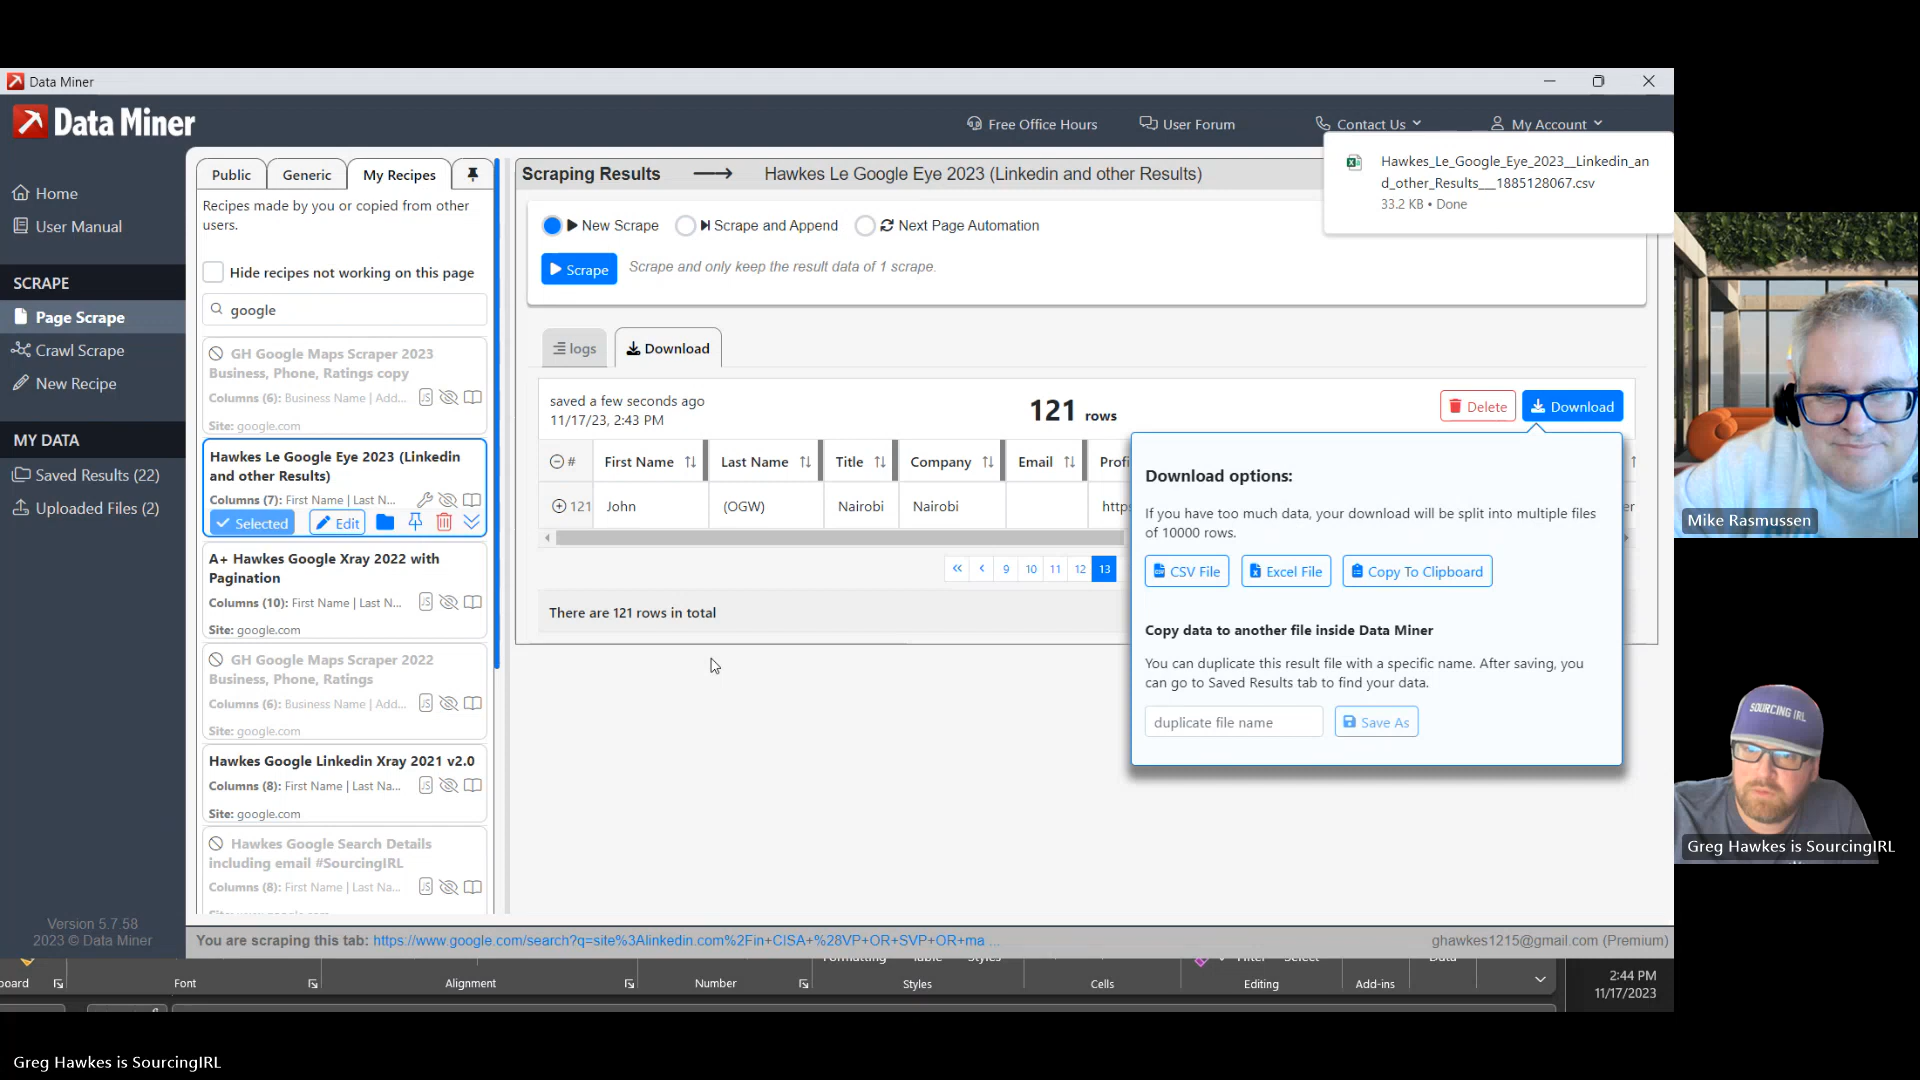 Data Miner
Data Miner
Free Office Hours
User Forum
Contact Us
My Account
Hawkes_Le_Google_Eye_2023__Linkedin_an
d_other_Results___1885128067.csv
33.2 KB • Done
Home
User Manual
SCRAPE
Page Scrape
Crawl Scrape
New Recipe
MY DATA
Saved Results (22)
Uploaded Files (2)
Version 5.7.58
2023 © Data Miner
Public
Generic
My Recipes
Recipes made by you or copied from other
users.
Hide recipes not working on this page
google
GH Google Maps Scraper 2023
Business, Phone, Ratings copy
Columns (6): Business Name | Add...
Site: google.com
Hawkes Le Google Eye 2023 (Linkedin
and other Results)
Columns (7): First Name | Last N...
Selected
Edit
A+ Hawkes Google Xray 2022 with
Pagination
Columns (10): First Name | Last N...
Site: google.com
GH Google Maps Scraper 2022
Business, Phone, Ratings
Columns (6): Business Name | Add...
Site: google.com
Hawkes Google Linkedin Xray 2021 v2.0
Columns (8): First Name | Last Na...
Site: google.com
Hawkes Google Search Details
including email #SourcingIRL
Columns (8): First Name | Last Na...
Scraping Results
Hawkes Le Google Eye 2023 (Linkedin and other Results)
New Scrape
Scrape and Append
Next Page Automation
Scrape
Scrape and only keep the result data of 1 scrape.
logs
Download
saved a few seconds ago
11/17/23, 2:43 PM
121 rows
Delete
Download
# First Name Last Name Title Company Email Profi
121 John (OGW) Nairobi Nairobi http er
« ‹ 9 10 11 12 13
There are 121 rows in total
Download options:
If you have too much data, your download will be split into multiple files
of 10000 rows.
CSV File
Excel File
Copy To Clipboard
Copy data to another file inside Data Miner
You can duplicate this result file with a specific name. After saving, you
can go to Saved Results tab to find your data.
duplicate file name
Save As
You are scraping this tab: https://www.google.com/search?q=site%3Alinkedin.com%2Fin+CISA+%28VP+OR+SVP+OR+ma ...
ghawkes1215@gmail.com (Premium)
Formatting Table Styles Filter Select Data
board Font Alignment Number Styles Cells Editing Add-ins
2:44 PM
11/17/2023
Mike Rasmussen
SOURCING IRL
Greg Hawkes is SourcingIRL
Greg Hawkes is SourcingIRL